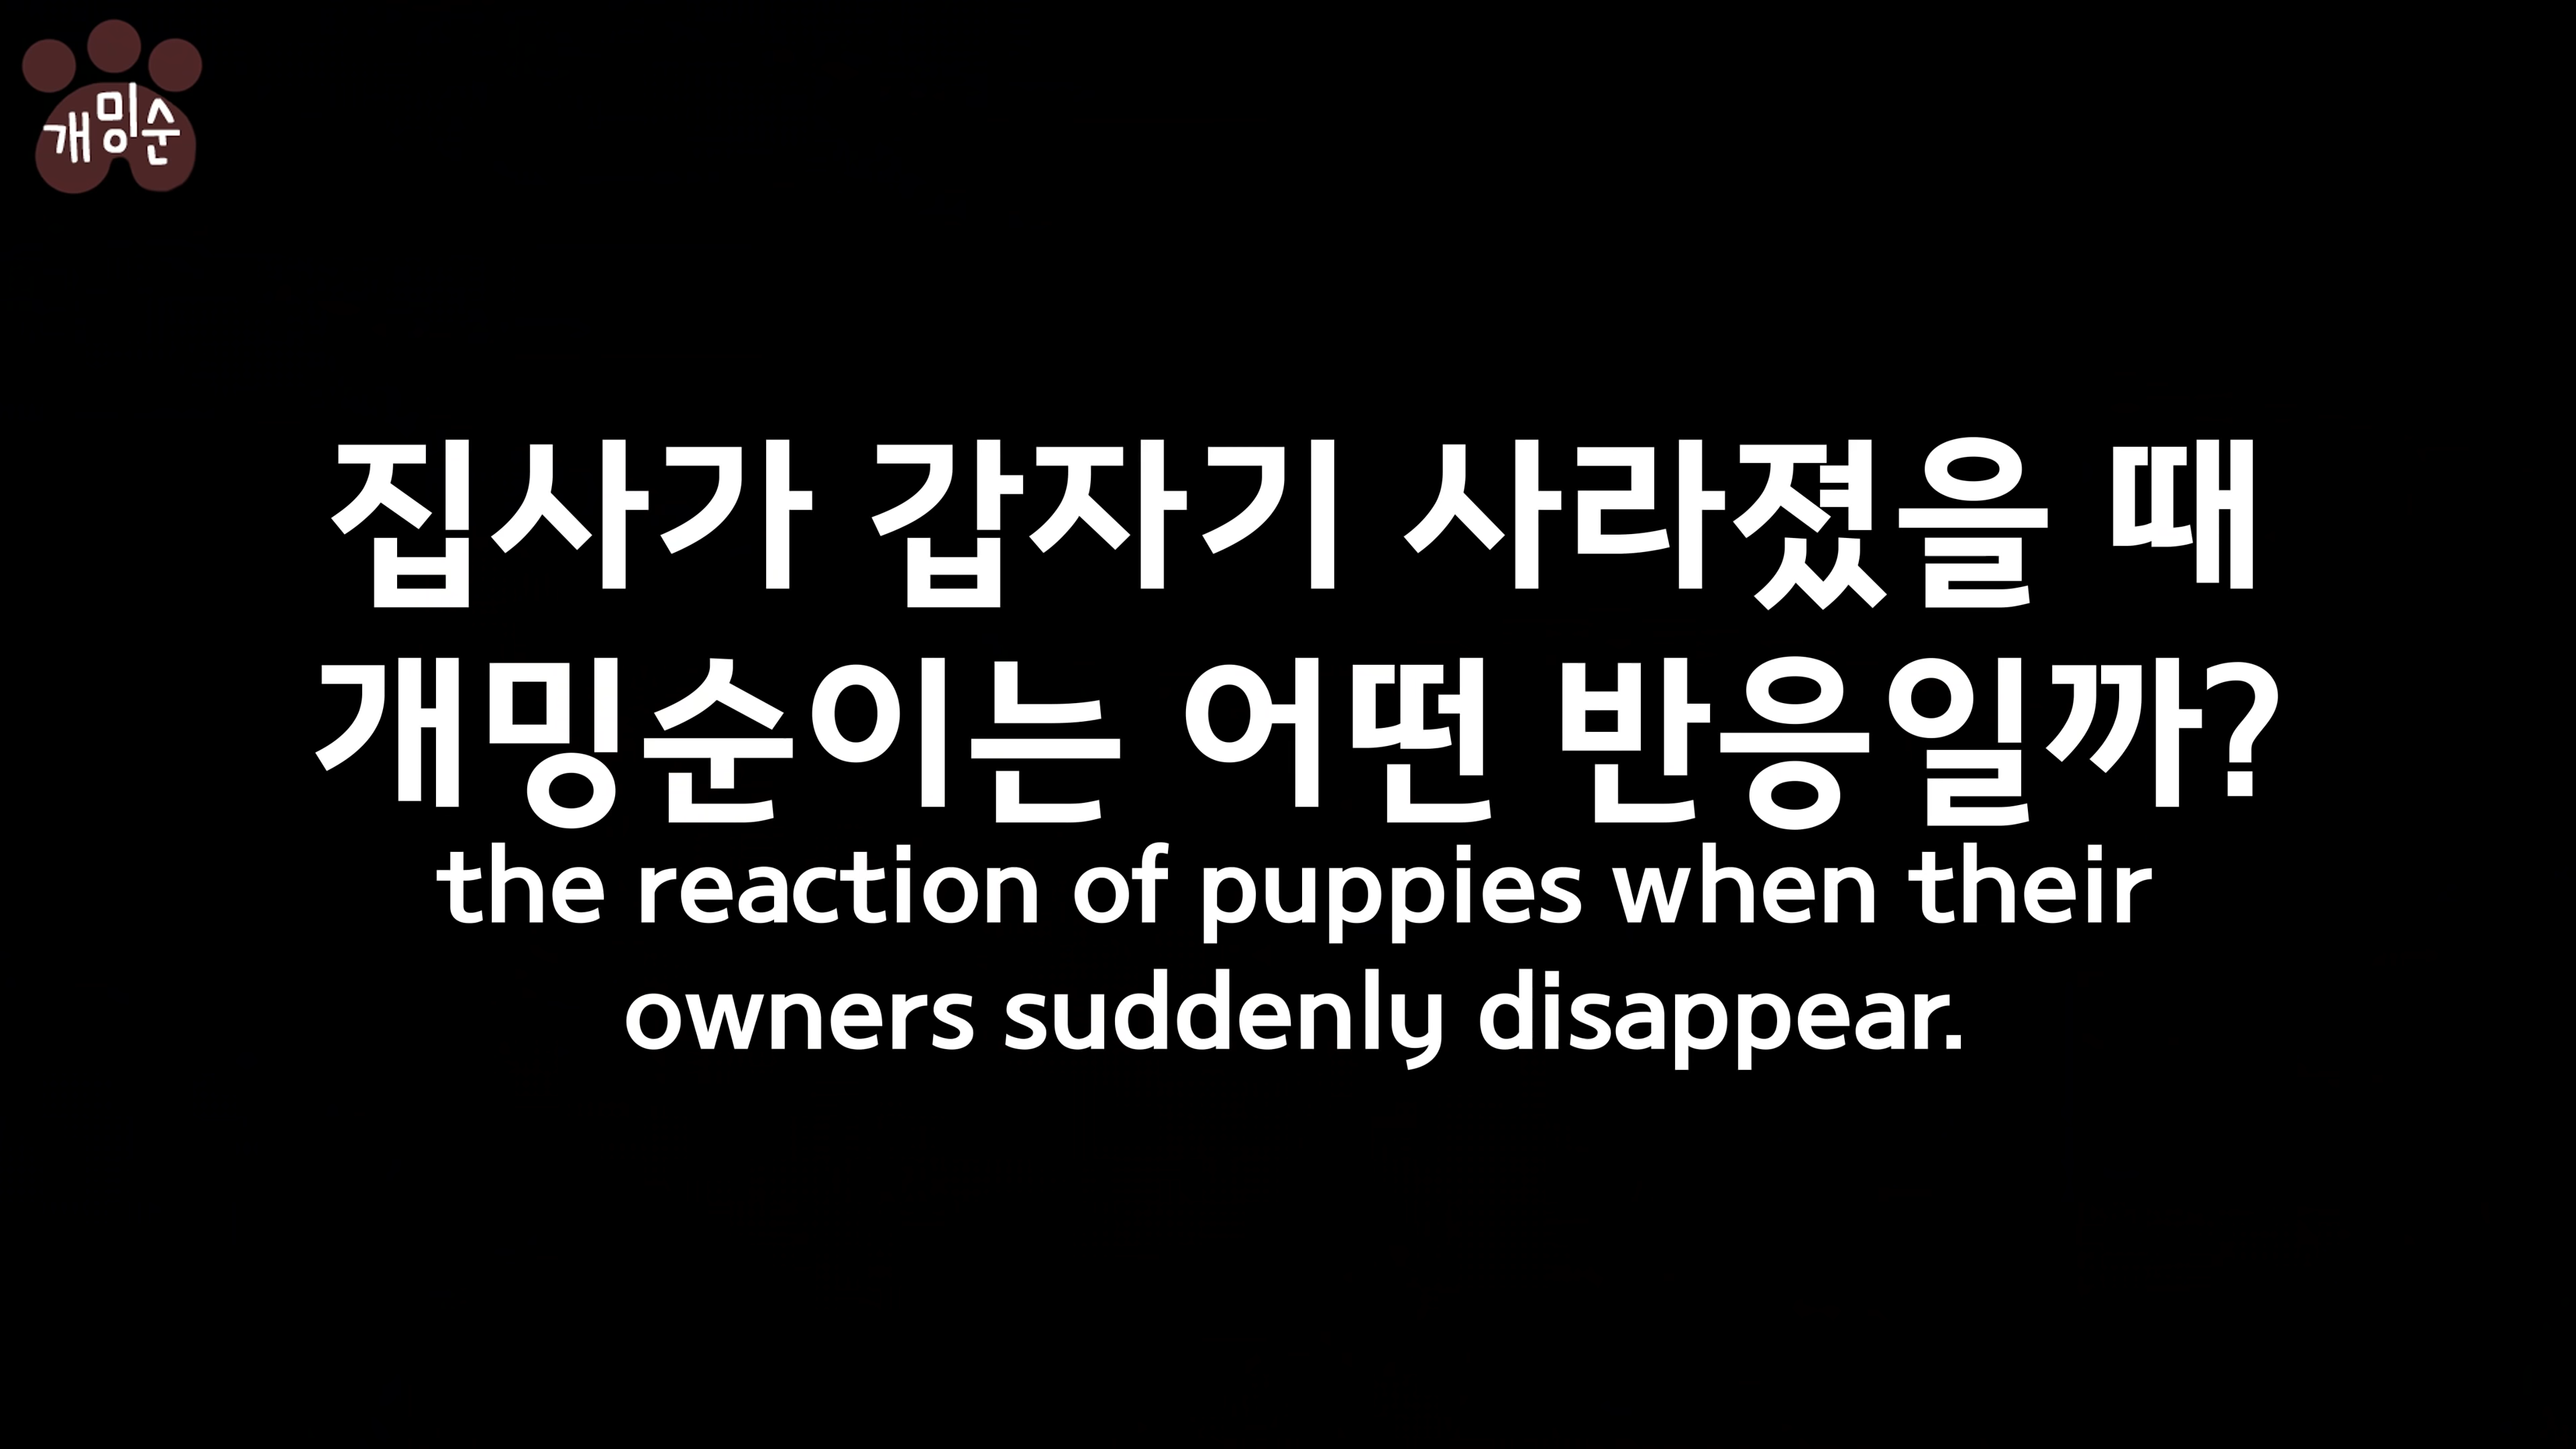 개밍순
집사가 갑자기 사라졌을 때
개밍순이는 어떤 반응일까?
the reaction of puppies when their
owners suddenly disappear.